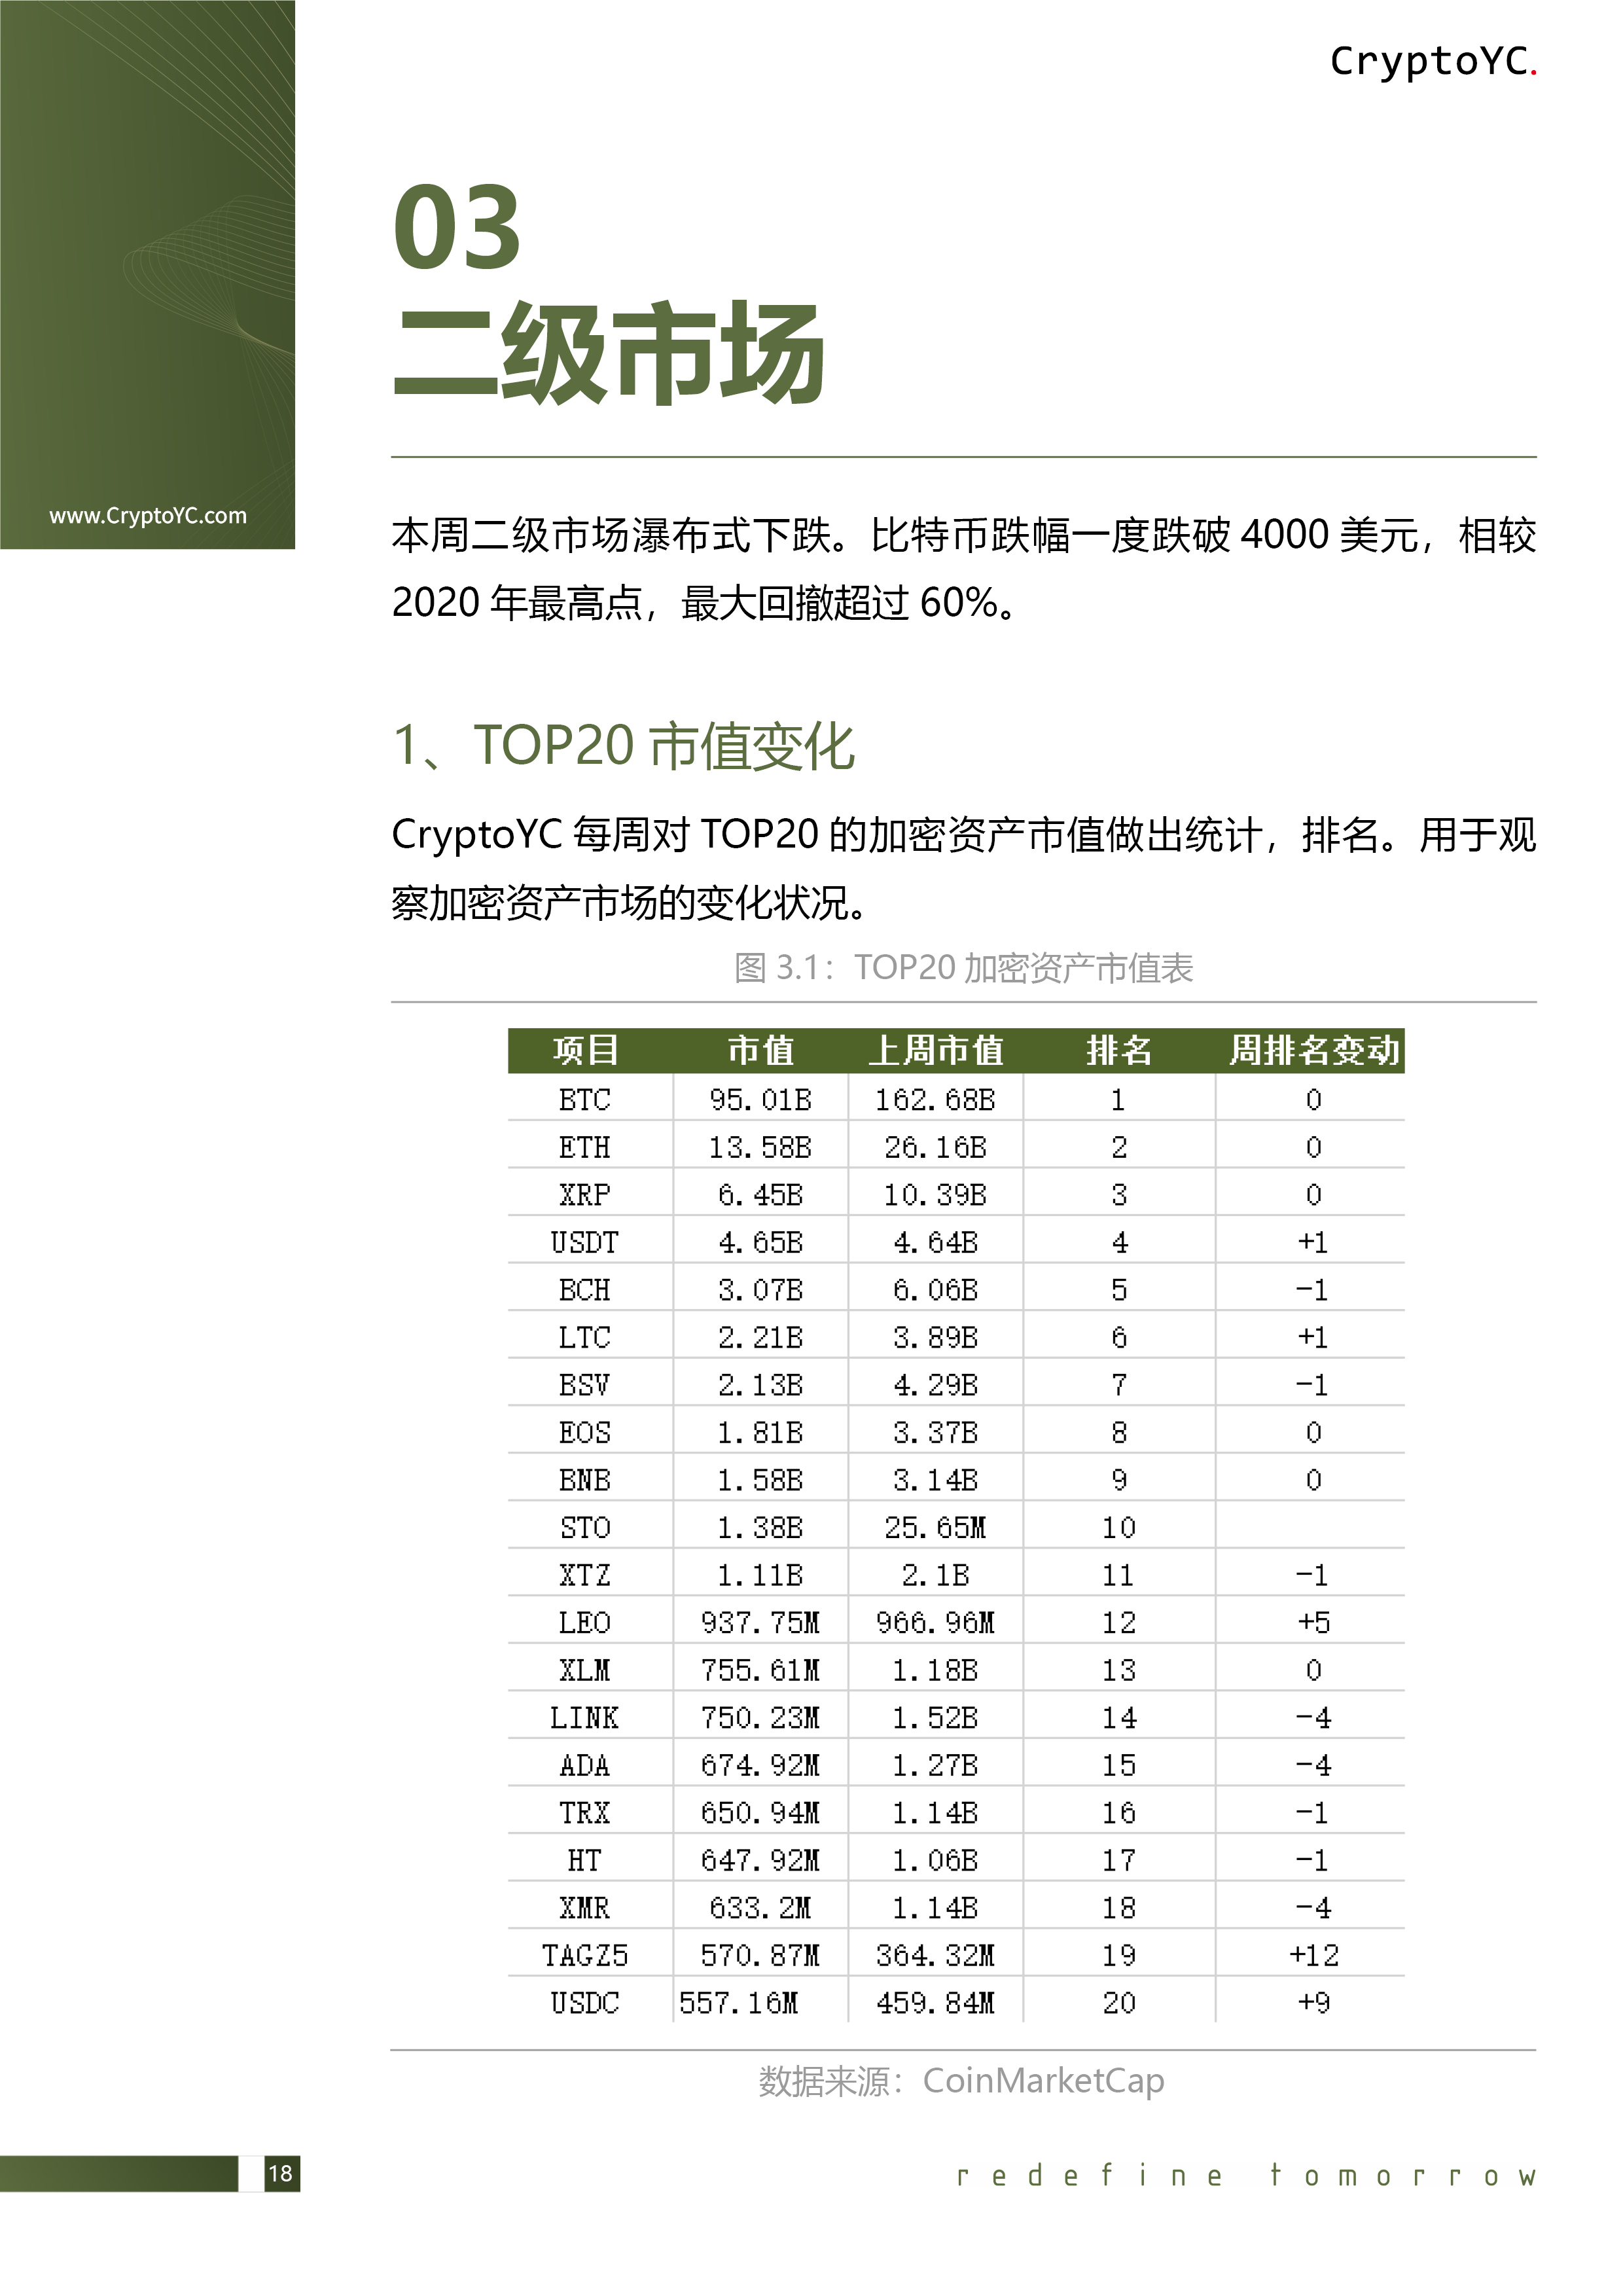 CryptoYC.
03
二级市场
www.CryptoYC.com
本周二级市场瀑布式下跌。比特币跌幅一度跌破 4000 美元，相较
2020 年最高点，最大回撤超过 60%。
1、TOP20 市值变化
CryptoYC 每周对 TOP20 的加密资产市值做出统计，排名。用于观
察加密资产市场的变化状况。
图 3.1：TOP20 加密资产市值表
项目 市值 上周市值 排名 周排名变动
BTC 95.01B 162.68B 1 0
ETH 13.58B 26.16B 2 0
XRP 6.45B 10.39B 3 0
USDT 4.65B 4.64B 4 +1
BCH 3.07B 6.06B 5 -1
LTC 2.21B 3.89B 6 +1
BSV 2.13B 4.29B 7 -1
EOS 1.81B 3.37B 8 0
BNB 1.58B 3.14B 9 0
STO 1.38B 25.65M 10
XTZ 1.11B 2.1B 11 -1
LEO 937.75M 966.96M 12 +5
XLM 755.61M 1.18B 13 0
LINK 750.23M 1.52B 14 -4
ADA 674.92M 1.27B 15 -4
TRX 650.94M 1.14B 16 -1
HT 647.92M 1.06B 17 -1
XMR 633.2M 1.14B 18 -4
TAGZ5 570.87M 364.32M 19 +12
USDC 557.16M 459.84M 20 +9
数据来源：CoinMarketCap
18
redefine tomorrow